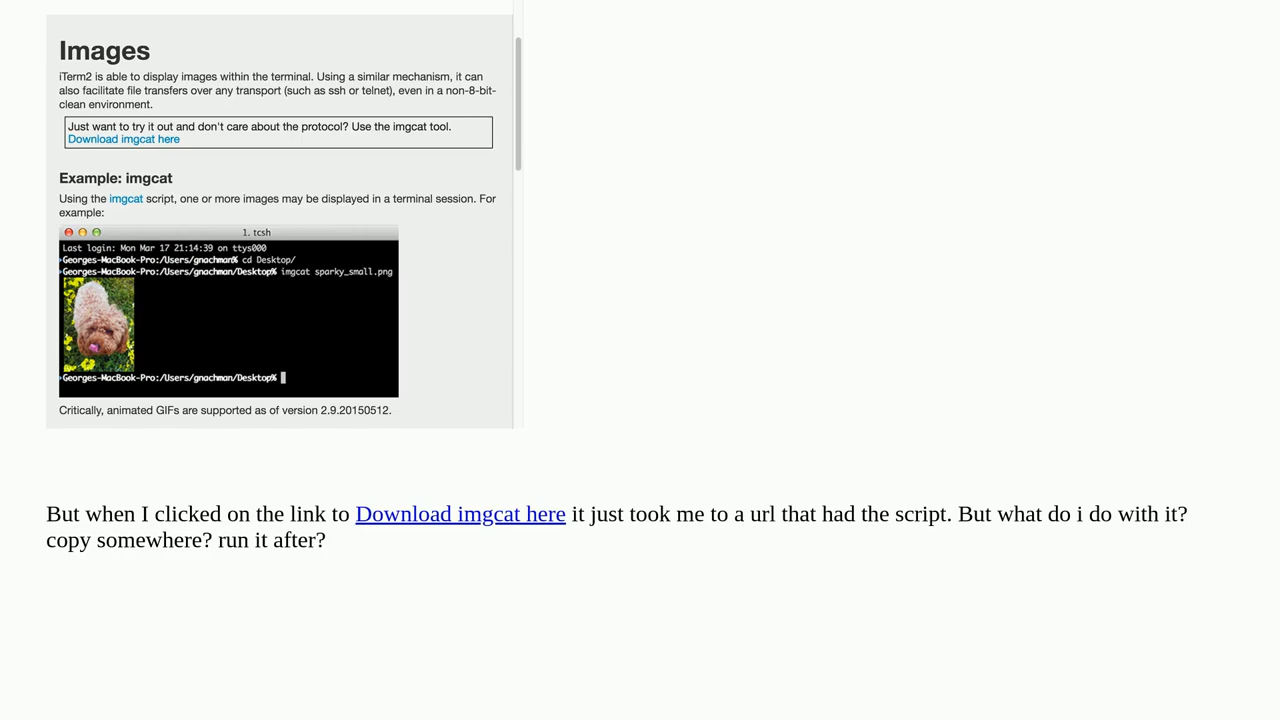 Images
iTerm2 is able to display images within the terminal. Using a similar mechanism, it can
also facilitate file transfers over any transport (such as ssh or telnet), even in a non-8-bit-
clean environment.
Just want to try it out and don't care about the protocol? Use the imgcat tool.
Download imgcat here
Example: imgcat
Using the imgcat script, one or more images may be displayed in a terminal session. For
example:
1. tcsh
Last login: Mon Mar 17 21:14:39 on ttys000
Georges-MacBook-Pro:/Users/gnachman% cd Desktop/
Georges-MacBook-Pro:/Users/gnachman/Desktop% imgcat sparky_small.png
Georges-MacBook-Pro:/Users/gnachman/Desktop%
Critically, animated GIFs are supported as of version 2.9.20150512.
But when I clicked on the link to Download imgcat here it just took me to a url that had the script. But what do i do with it?
copy somewhere? run it after?